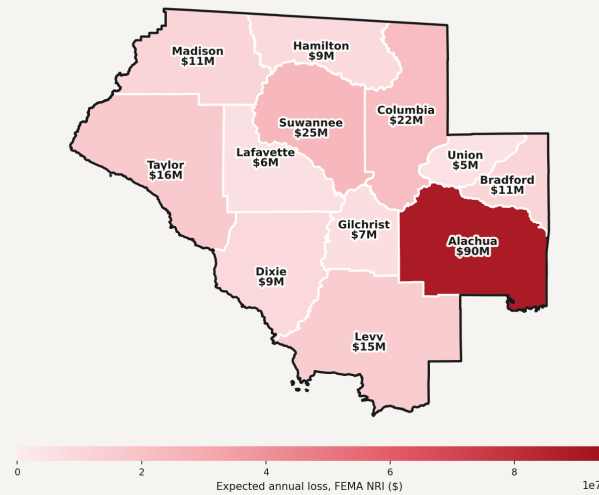 Madison
$11M
Hamilton
$9M
Columbia
$22M
Suwannee
$25M
Lafayette
$6M
Union
$5M
Taylor
$16M
Bradford
$11M
Gilchrist
$7M
Alachua
$90M
Dixie
$9M
Levy
$15M
0 2 4 6 8
Expected annual loss, FEMA NRI ($)
1e7